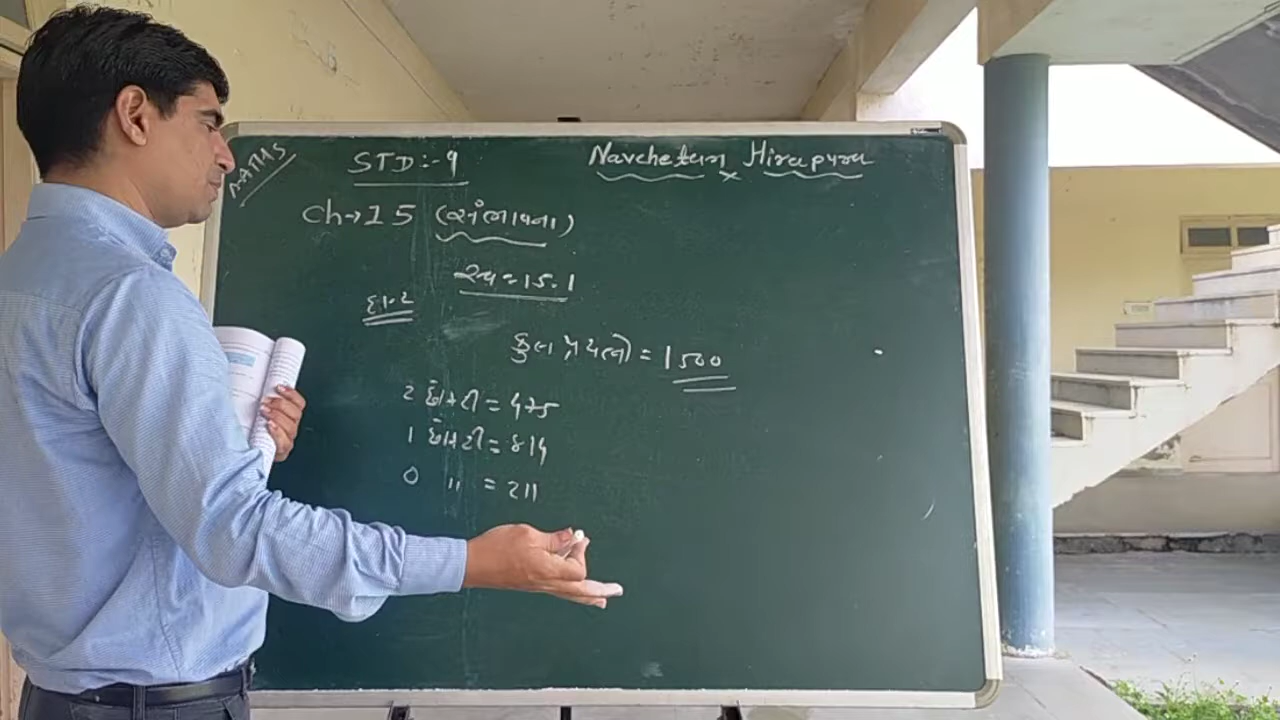 MATHS
STD:- 9
Navchetan Hirapura
Ch→15 (સંભાવના)
સ્વા 15.1
દા-2
કુલ પ્રયત્નો = 1500
2 છોકરી = 475
1 છોકરી = 814
0 " = 211